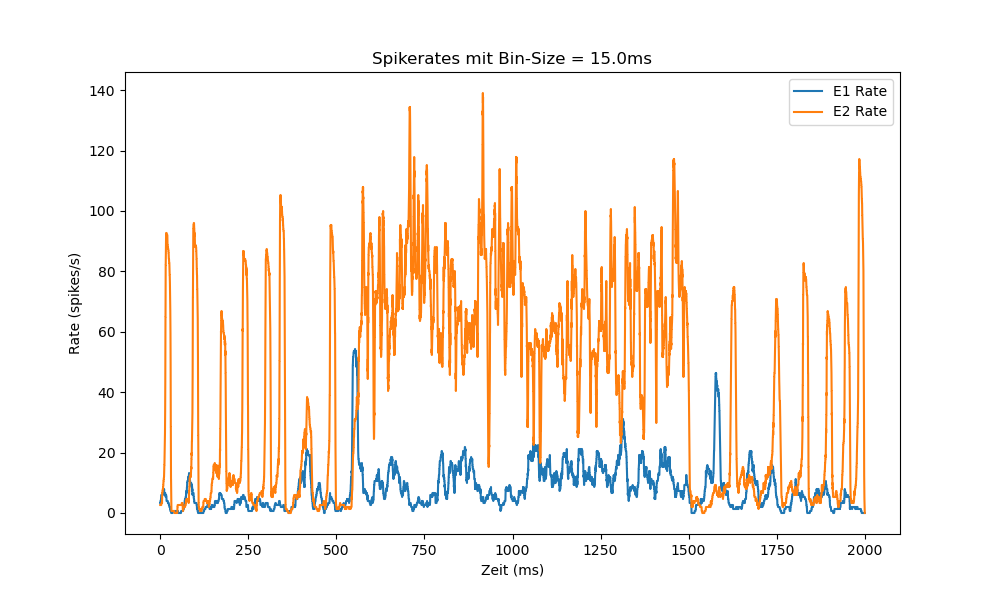 Spikerates mit Bin-Size = 15.0ms
E1 Rate
E2 Rate
Rate (spikes/s)
140
120
100
80
60
40
20
0
0 250 500 750 1000 1250 1500 1750 2000
Zeit (ms)